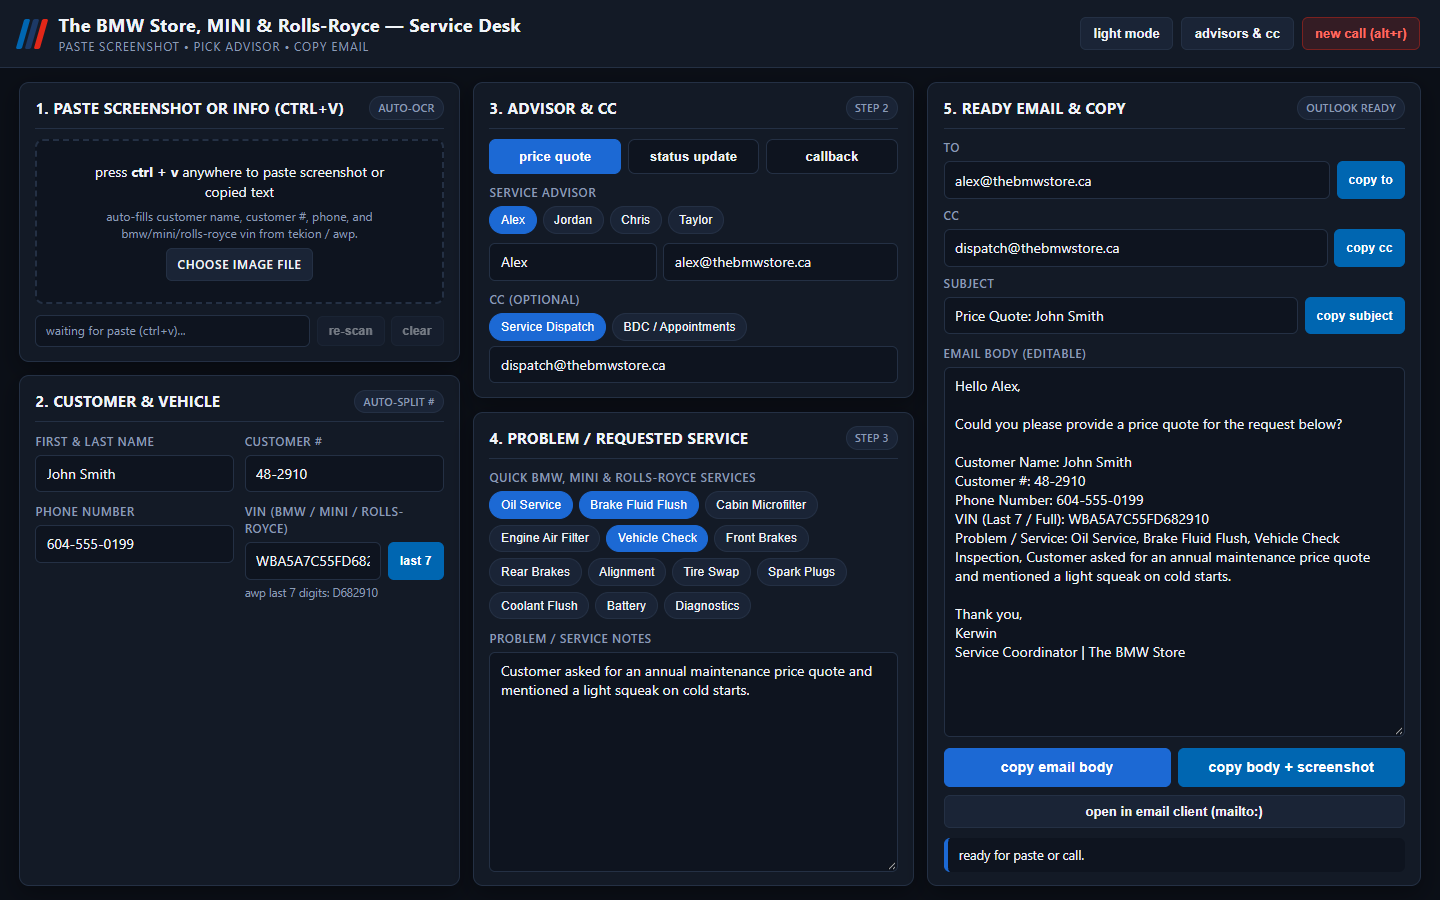 The BMW Store, MINI & Rolls-Royce — Service Desk
PASTE SCREENSHOT • PICK ADVISOR • COPY EMAIL
light mode
advisors & cc
new call (alt+r)
1. PASTE SCREENSHOT OR INFO (CTRL+V)
AUTO-OCR
press ctrl + v anywhere to paste screenshot or
copied text
auto-fills customer name, customer #, phone, and
bmw/mini/rolls-royce vin from tekion / awp.
CHOOSE IMAGE FILE
waiting for paste (ctrl+v)...
re-scan
clear
2. CUSTOMER & VEHICLE
AUTO-SPLIT #
FIRST & LAST NAME
CUSTOMER #
John Smith
48-2910
PHONE NUMBER
VIN (BMW / MINI / ROLLS-
ROYCE)
604-555-0199
WBA5A7C55FD682
last 7
awp last 7 digits: D682910
3. ADVISOR & CC
STEP 2
price quote
status update
callback
SERVICE ADVISOR
Alex
Jordan
Chris
Taylor
Alex
alex@thebmwstore.ca
CC (OPTIONAL)
Service Dispatch
BDC / Appointments
dispatch@thebmwstore.ca
4. PROBLEM / REQUESTED SERVICE
STEP 3
QUICK BMW, MINI & ROLLS-ROYCE SERVICES
Oil Service
Brake Fluid Flush
Cabin Microfilter
Engine Air Filter
Vehicle Check
Front Brakes
Rear Brakes
Alignment
Tire Swap
Spark Plugs
Coolant Flush
Battery
Diagnostics
PROBLEM / SERVICE NOTES
Customer asked for an annual maintenance price quote and
mentioned a light squeak on cold starts.
5. READY EMAIL & COPY
OUTLOOK READY
TO
alex@thebmwstore.ca
copy to
CC
dispatch@thebmwstore.ca
copy cc
SUBJECT
Price Quote: John Smith
copy subject
EMAIL BODY (EDITABLE)
Hello Alex,
Could you please provide a price quote for the request below?
Customer Name: John Smith
Customer #: 48-2910
Phone Number: 604-555-0199
VIN (Last 7 / Full): WBA5A7C55FD682910
Problem / Service: Oil Service, Brake Fluid Flush, Vehicle Check
Inspection, Customer asked for an annual maintenance price quote
and mentioned a light squeak on cold starts.
Thank you,
Kerwin
Service Coordinator | The BMW Store
copy email body
copy body + screenshot
open in email client (mailto:)
ready for paste or call.